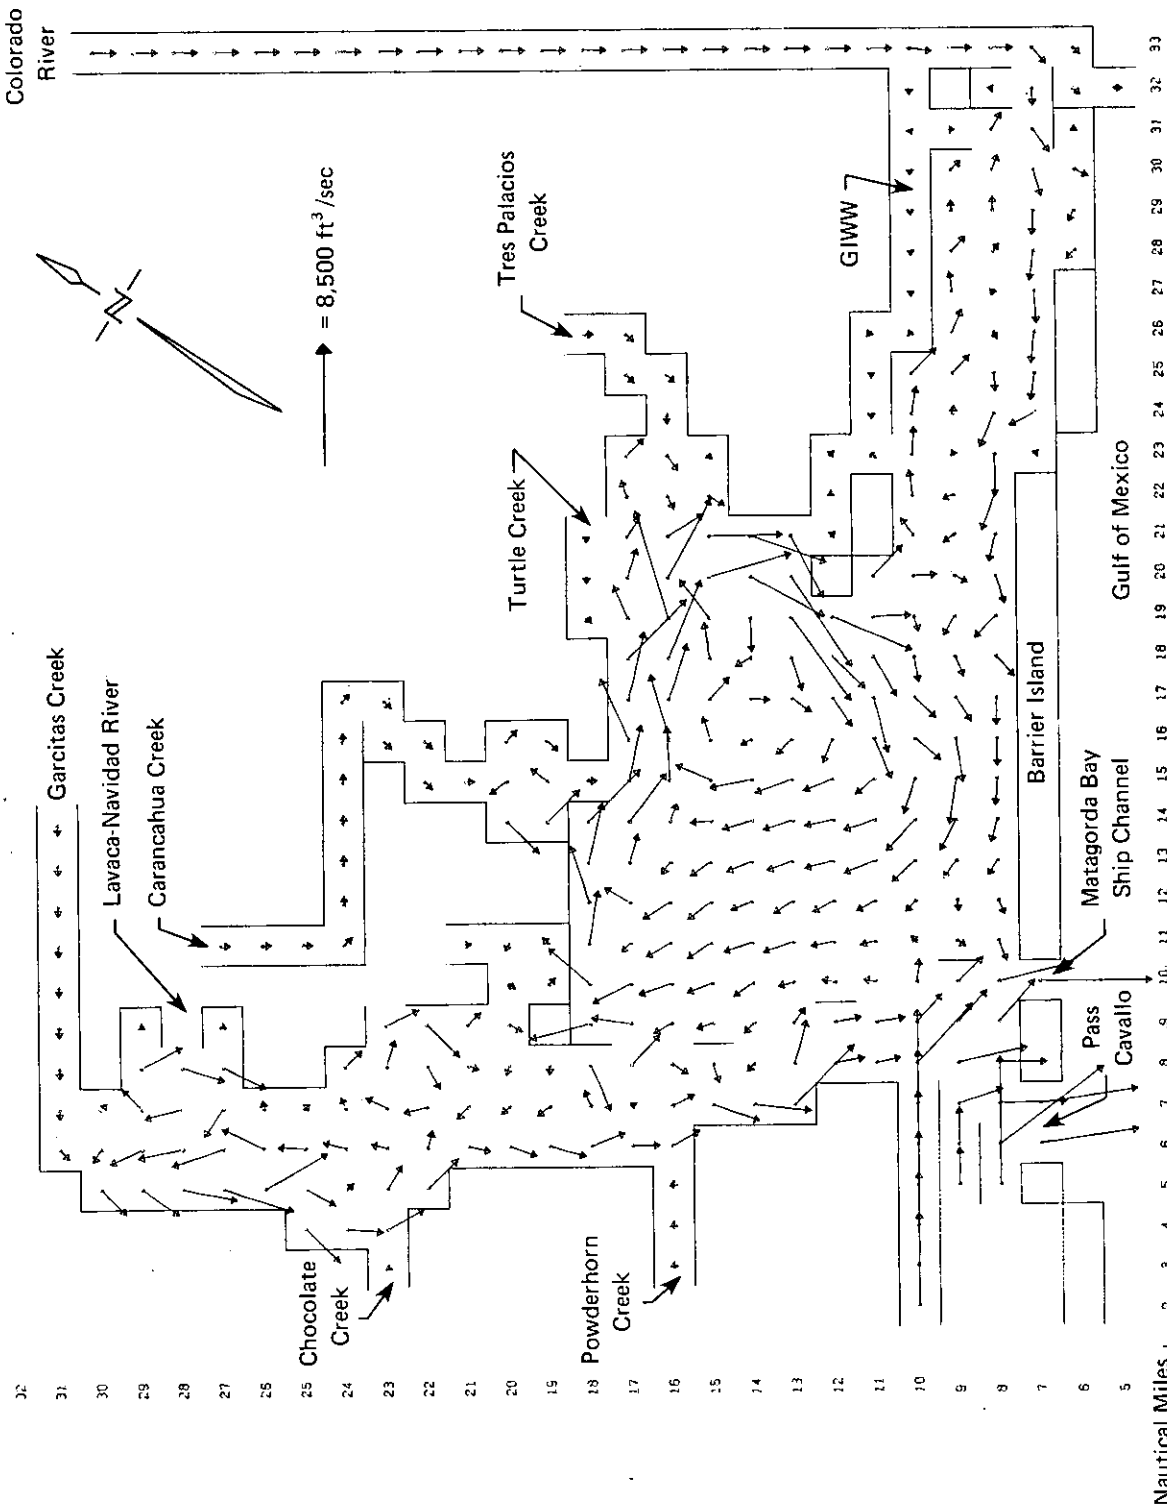 Colorado
River
Garcitas Creek
Lavaca-Navidad River
Carancahua Creek
= 8,500 ft³/sec
N
Tres Palacios
Creek
Turtle Creek
GIWW
Chocolate
Creek
Powderhorn
Creek
Barrier Island
Gulf of Mexico
Matagorda Bay
Ship Channel
Pass
Cavallo
32
31
30
29
28
27
26
25
24
23
22
21
20
19
18
17
16
15
14
13
12
11
10
9
8
7
6
5
Nautical Miles
2 3 4 5 6 7 8 9 10 11 12 13 14 15 16 17 18 19 20 21 22 23 24 25 26 27 28 29 30 31 32 33